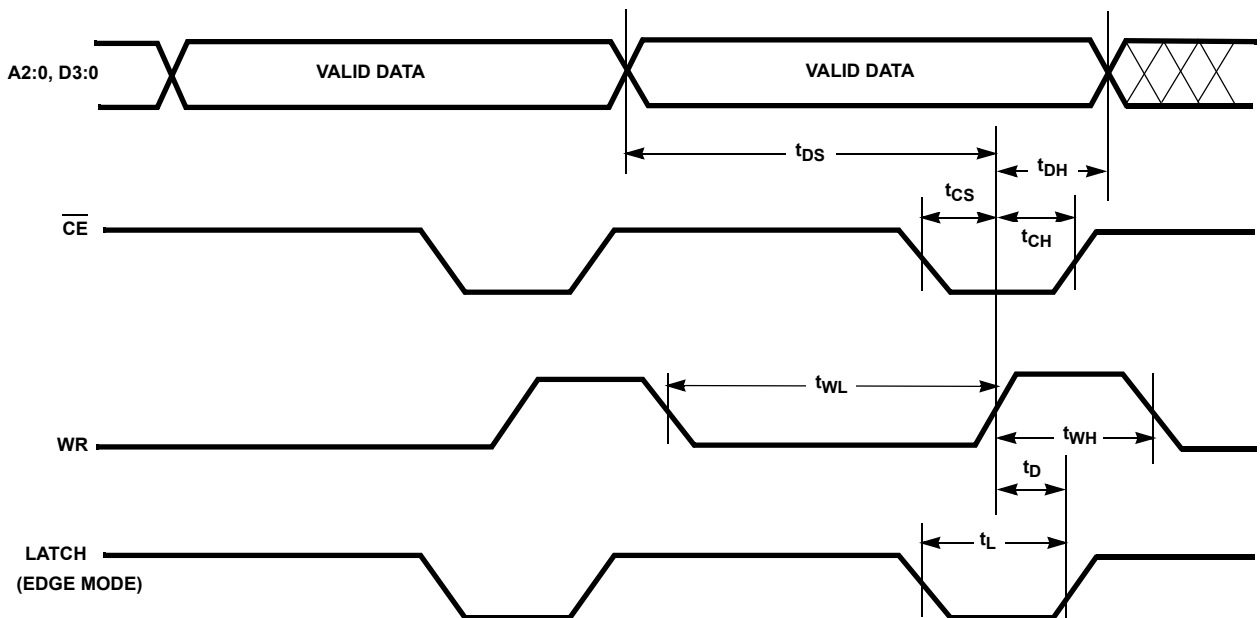 A2:0, D3:0
VALID DATA
VALID DATA
tDS
tDH
tCS
CE
tCH
tWL
WR
tWH
tD
LATCH
(EDGE MODE)
tL